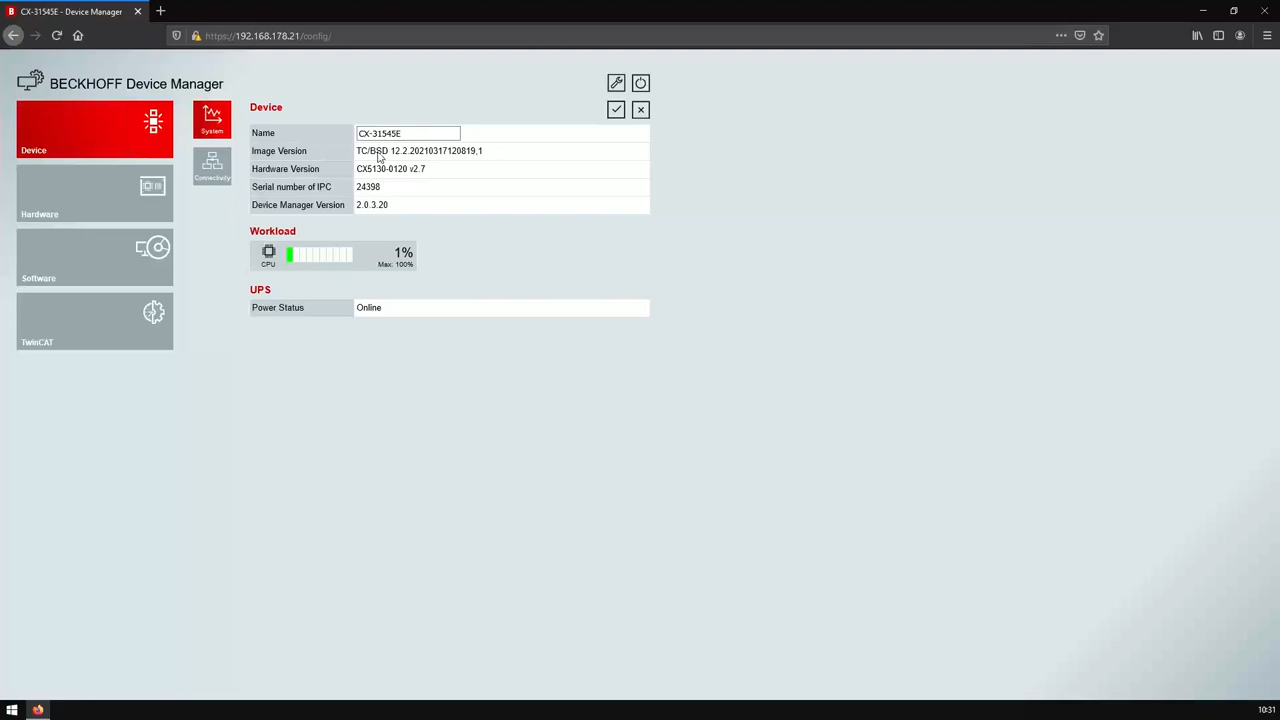 CX-31545E - Device Manager
https://192.168.178.21/config/
BECKHOFF Device Manager
Device
Hardware
Software
TwinCAT
System
Connectivity
Device
Name CX-31545E
Image Version TC/BSD 12.2.20210317120819,1
Hardware Version CX5130-0120 v2.7
Serial number of IPC 24398
Device Manager Version 2.0.3.20
Workload
CPU 1%
Max: 100%
UPS
Power Status Online
10:31